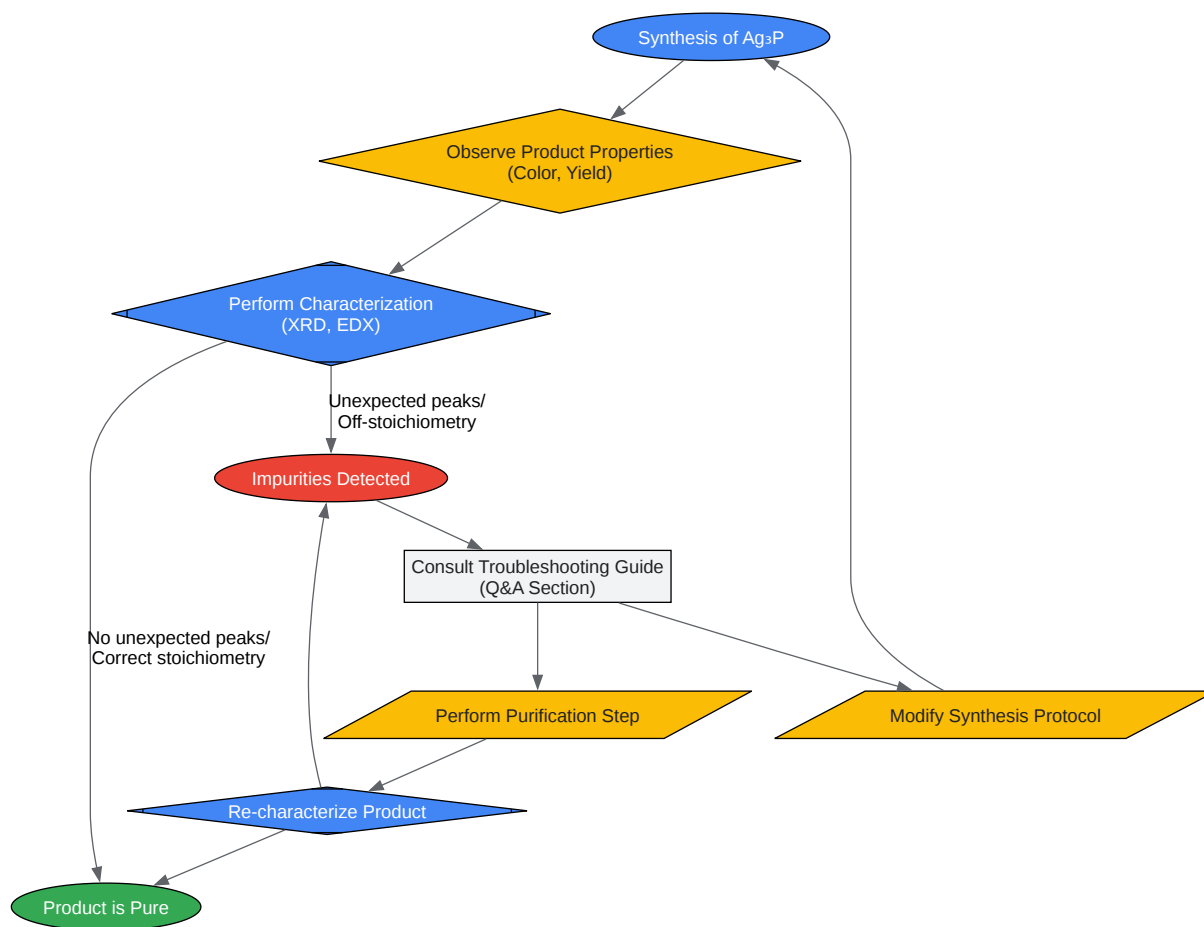 Synthesis of Ag₃P
Observe Product Properties
(Color, Yield)
Perform Characterization
(XRD, EDX)
Unexpected peaks/
Off-stoichiometry
Impurities Detected
Consult Troubleshooting Guide
(Q&A Section)
No unexpected peaks/
Correct stoichiometry
Perform Purification Step
Modify Synthesis Protocol
Re-characterize Product
Product is Pure